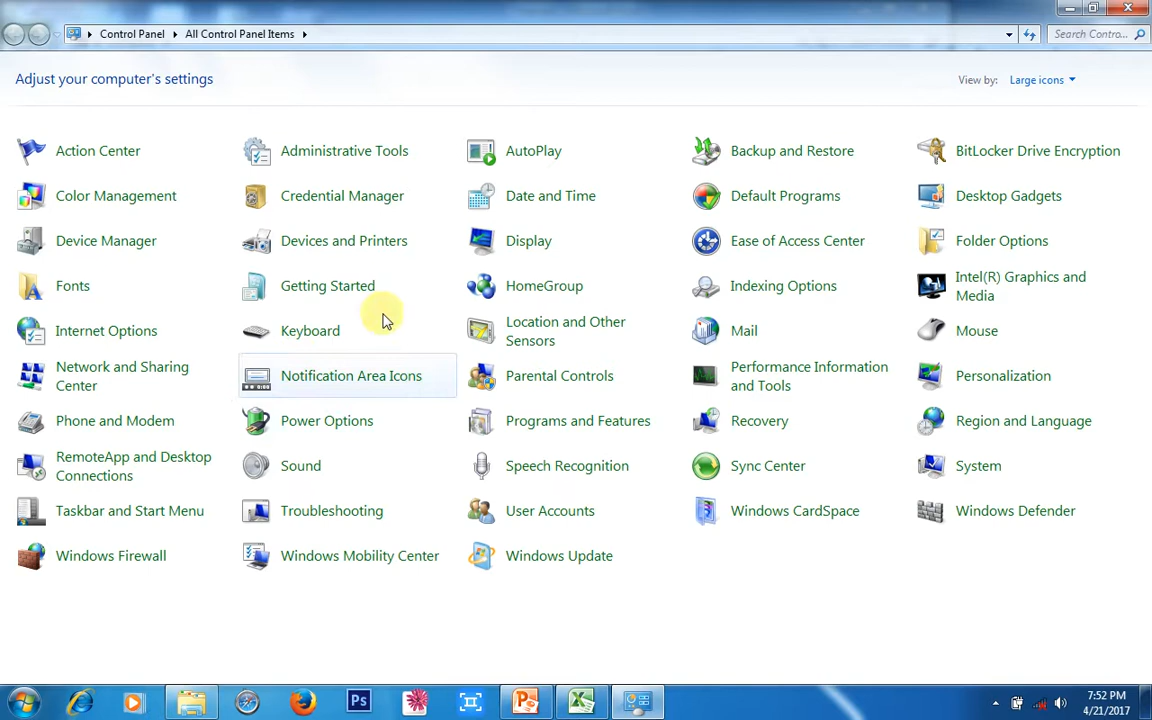 Control Panel
All Control Panel Items
Search Contro...
Adjust your computer's settings
View by:
Large icons
Action Center
Administrative Tools
AutoPlay
Backup and Restore
BitLocker Drive Encryption
Color Management
Credential Manager
Date and Time
Default Programs
Desktop Gadgets
Device Manager
Devices and Printers
Display
Ease of Access Center
Folder Options
Fonts
Getting Started
HomeGroup
Indexing Options
Intel(R) Graphics and
Media
Internet Options
Keyboard
Location and Other
Sensors
Mail
Mouse
Network and Sharing
Center
Notification Area Icons
Parental Controls
Performance Information
and Tools
Personalization
Phone and Modem
Power Options
Programs and Features
Recovery
Region and Language
RemoteApp and Desktop
Connections
Sound
Speech Recognition
Sync Center
System
Taskbar and Start Menu
Troubleshooting
User Accounts
Windows CardSpace
Windows Defender
Windows Firewall
Windows Mobility Center
Windows Update
Ps
7:52 PM
4/21/2017